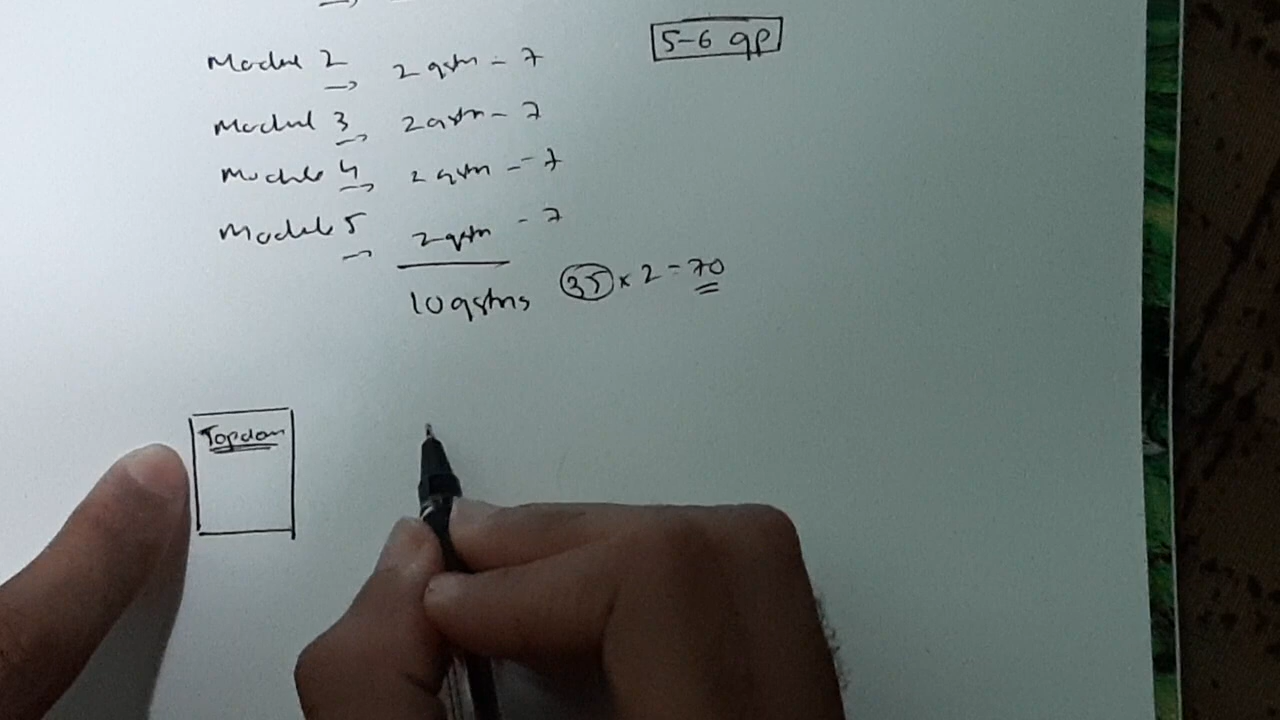 5-6 qp
Module 2 → 2 qstn - 7
Module 3 → 2 qstn - 7
Module 4 → 2 qstn - 7
Module 5 → 2 qstn - 7
10 qstns 35 × 2 = 70